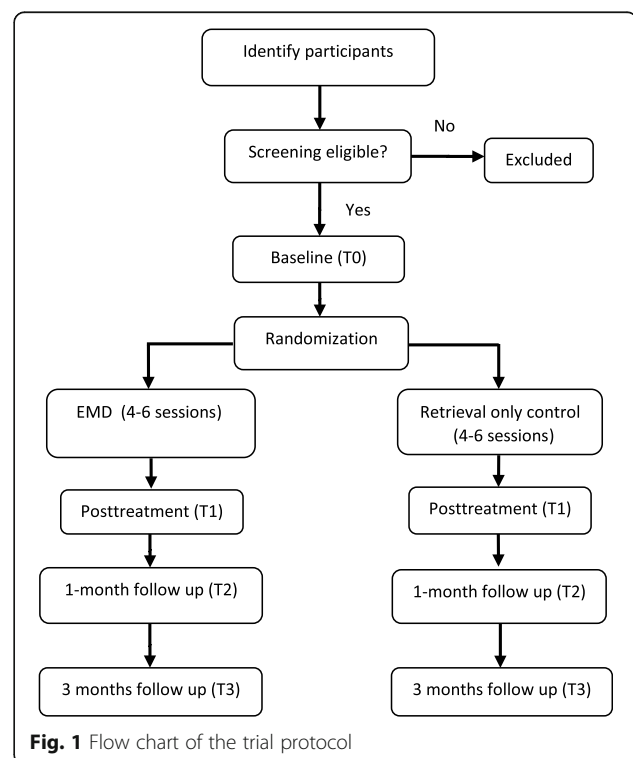 Identify participants
No
Screening eligible?
Excluded
Yes
Baseline (T0)
Randomization
EMD (4-6 sessions)
Retrieval only control
(4-6 sessions)
Posttreatment (T1)
Posttreatment (T1)
1-month follow up (T2)
1-month follow up (T2)
3 months follow up (T3)
3 months follow up (T3)
Fig. 1 Flow chart of the trial protocol